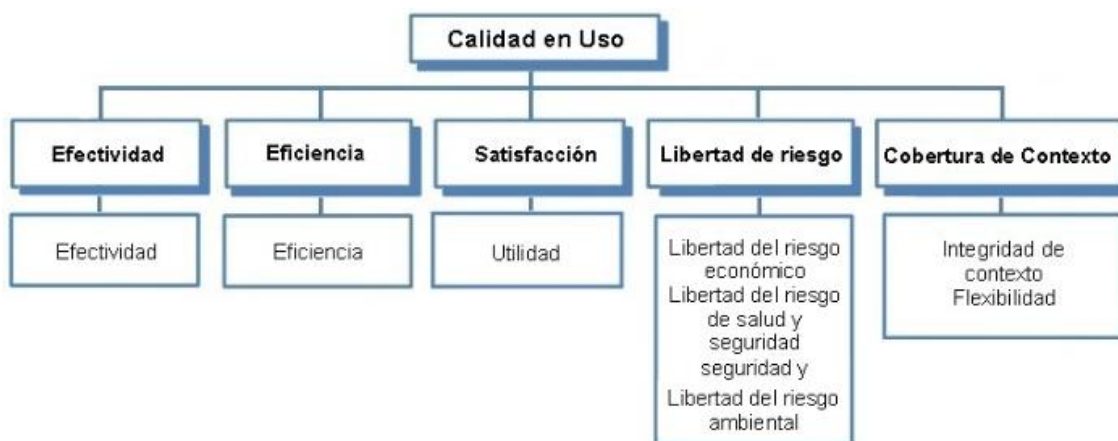 Calidad en Uso
Efectividad
Eficiencia
Satisfacción
Libertad de riesgo
Cobertura de Contexto
Efectividad
Eficiencia
Utilidad
Libertad del riesgo
económico
Libertad del riesgo
de salud y
seguridad
seguridad y
Libertad del riesgo
ambiental
Integridad de
contexto
Flexibilidad